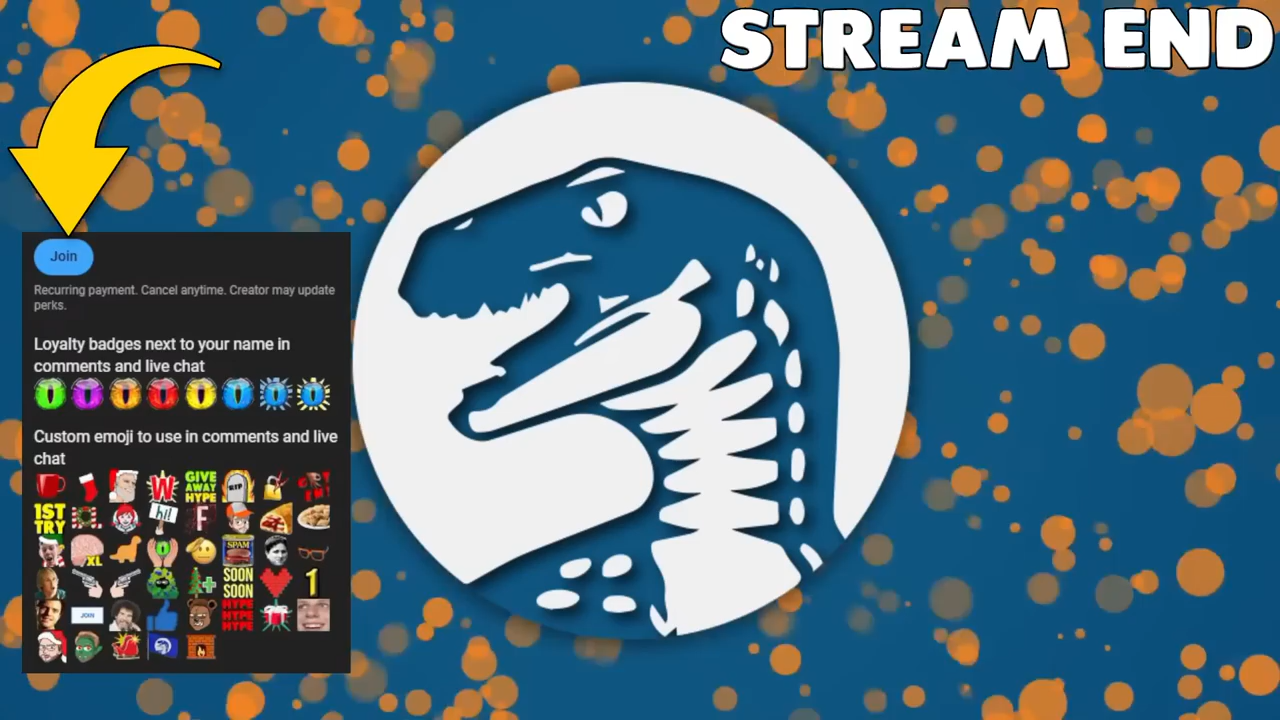 STREAM END
Join
Recurring payment. Cancel anytime. Creator may update
perks.
Loyalty badges next to your name in
comments and live chat
Custom emoji to use in comments and live
chat
W
GIVE
AWAY
HYPE
RIP
1ST
TRY
hi!
F
XL
SPAM
SOON
SOON
1
JOIN
HYPE
HYPE
HYPE